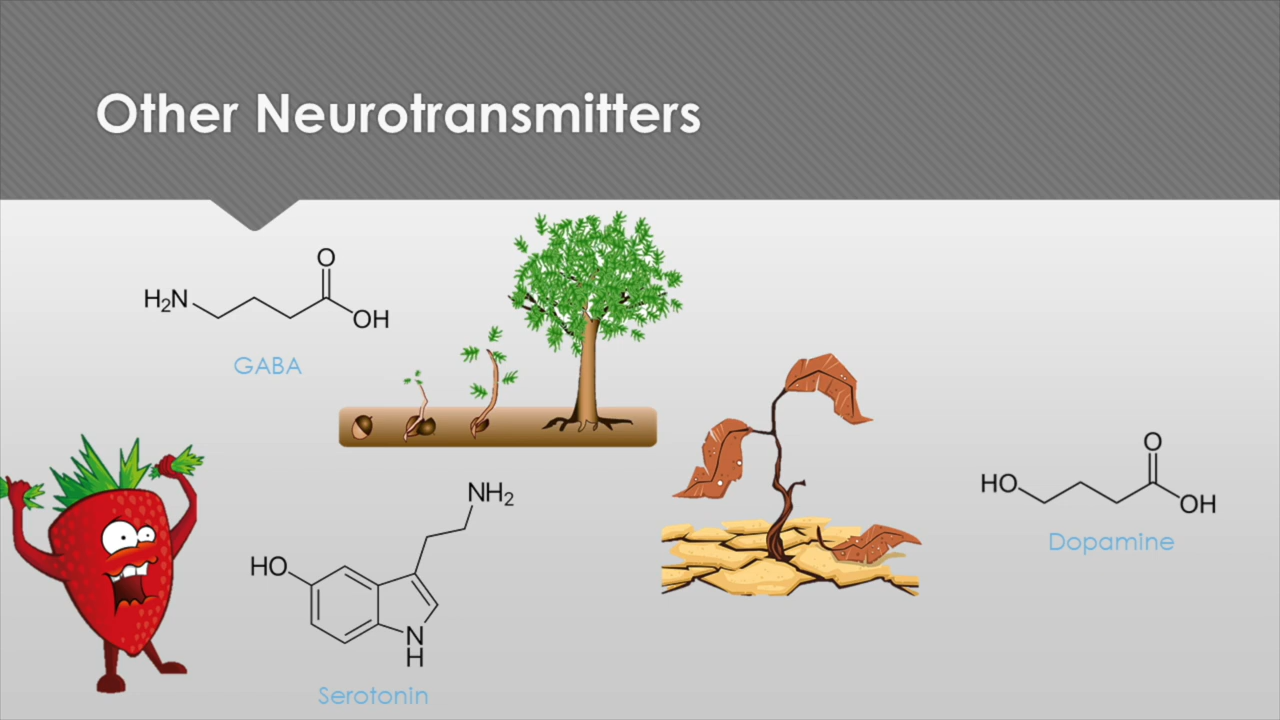 Other Neurotransmitters
H₂N
O
OH
GABA
HO
NH₂
N
H
Serotonin
HO
O
OH
Dopamine